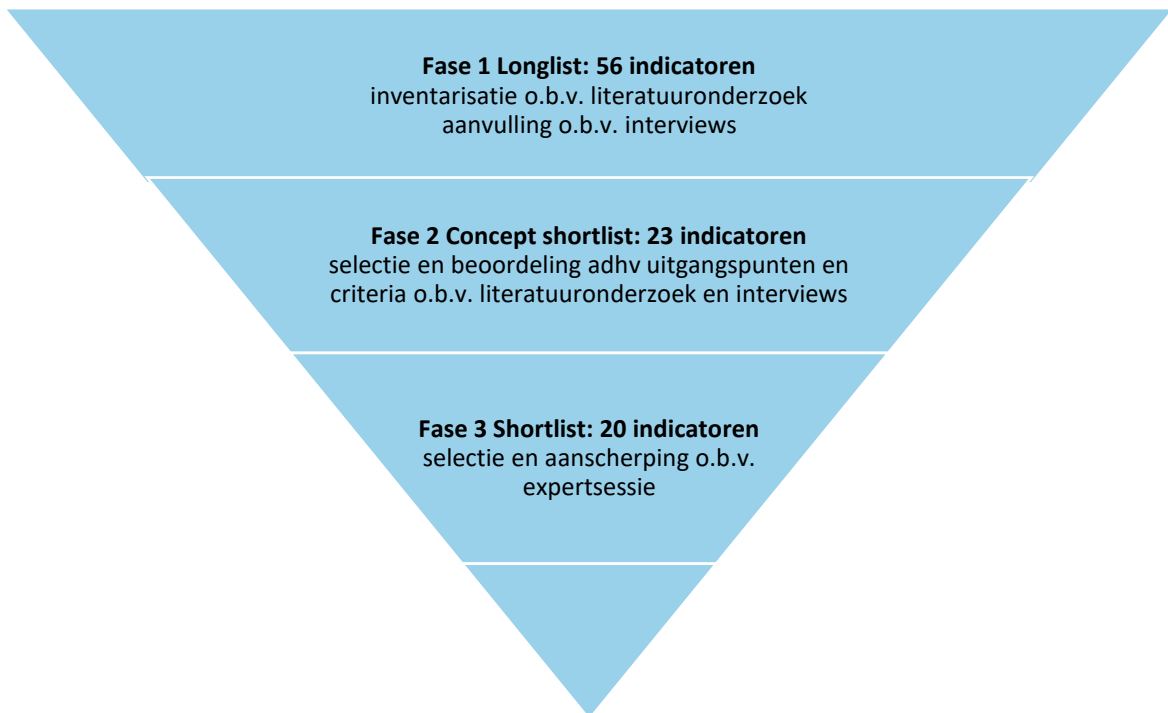 Fase 1 Longlist: 56 indicatoren
inventarisatie o.b.v. literatuuronderzoek
aanvulling o.b.v. interviews
Fase 2 Concept shortlist: 23 indicatoren
selectie en beoordeling adhv uitgangspunten en
criteria o.b.v. literatuuronderzoek en interviews
Fase 3 Shortlist: 20 indicatoren
selectie en aanscherping o.b.v.
expertsessie